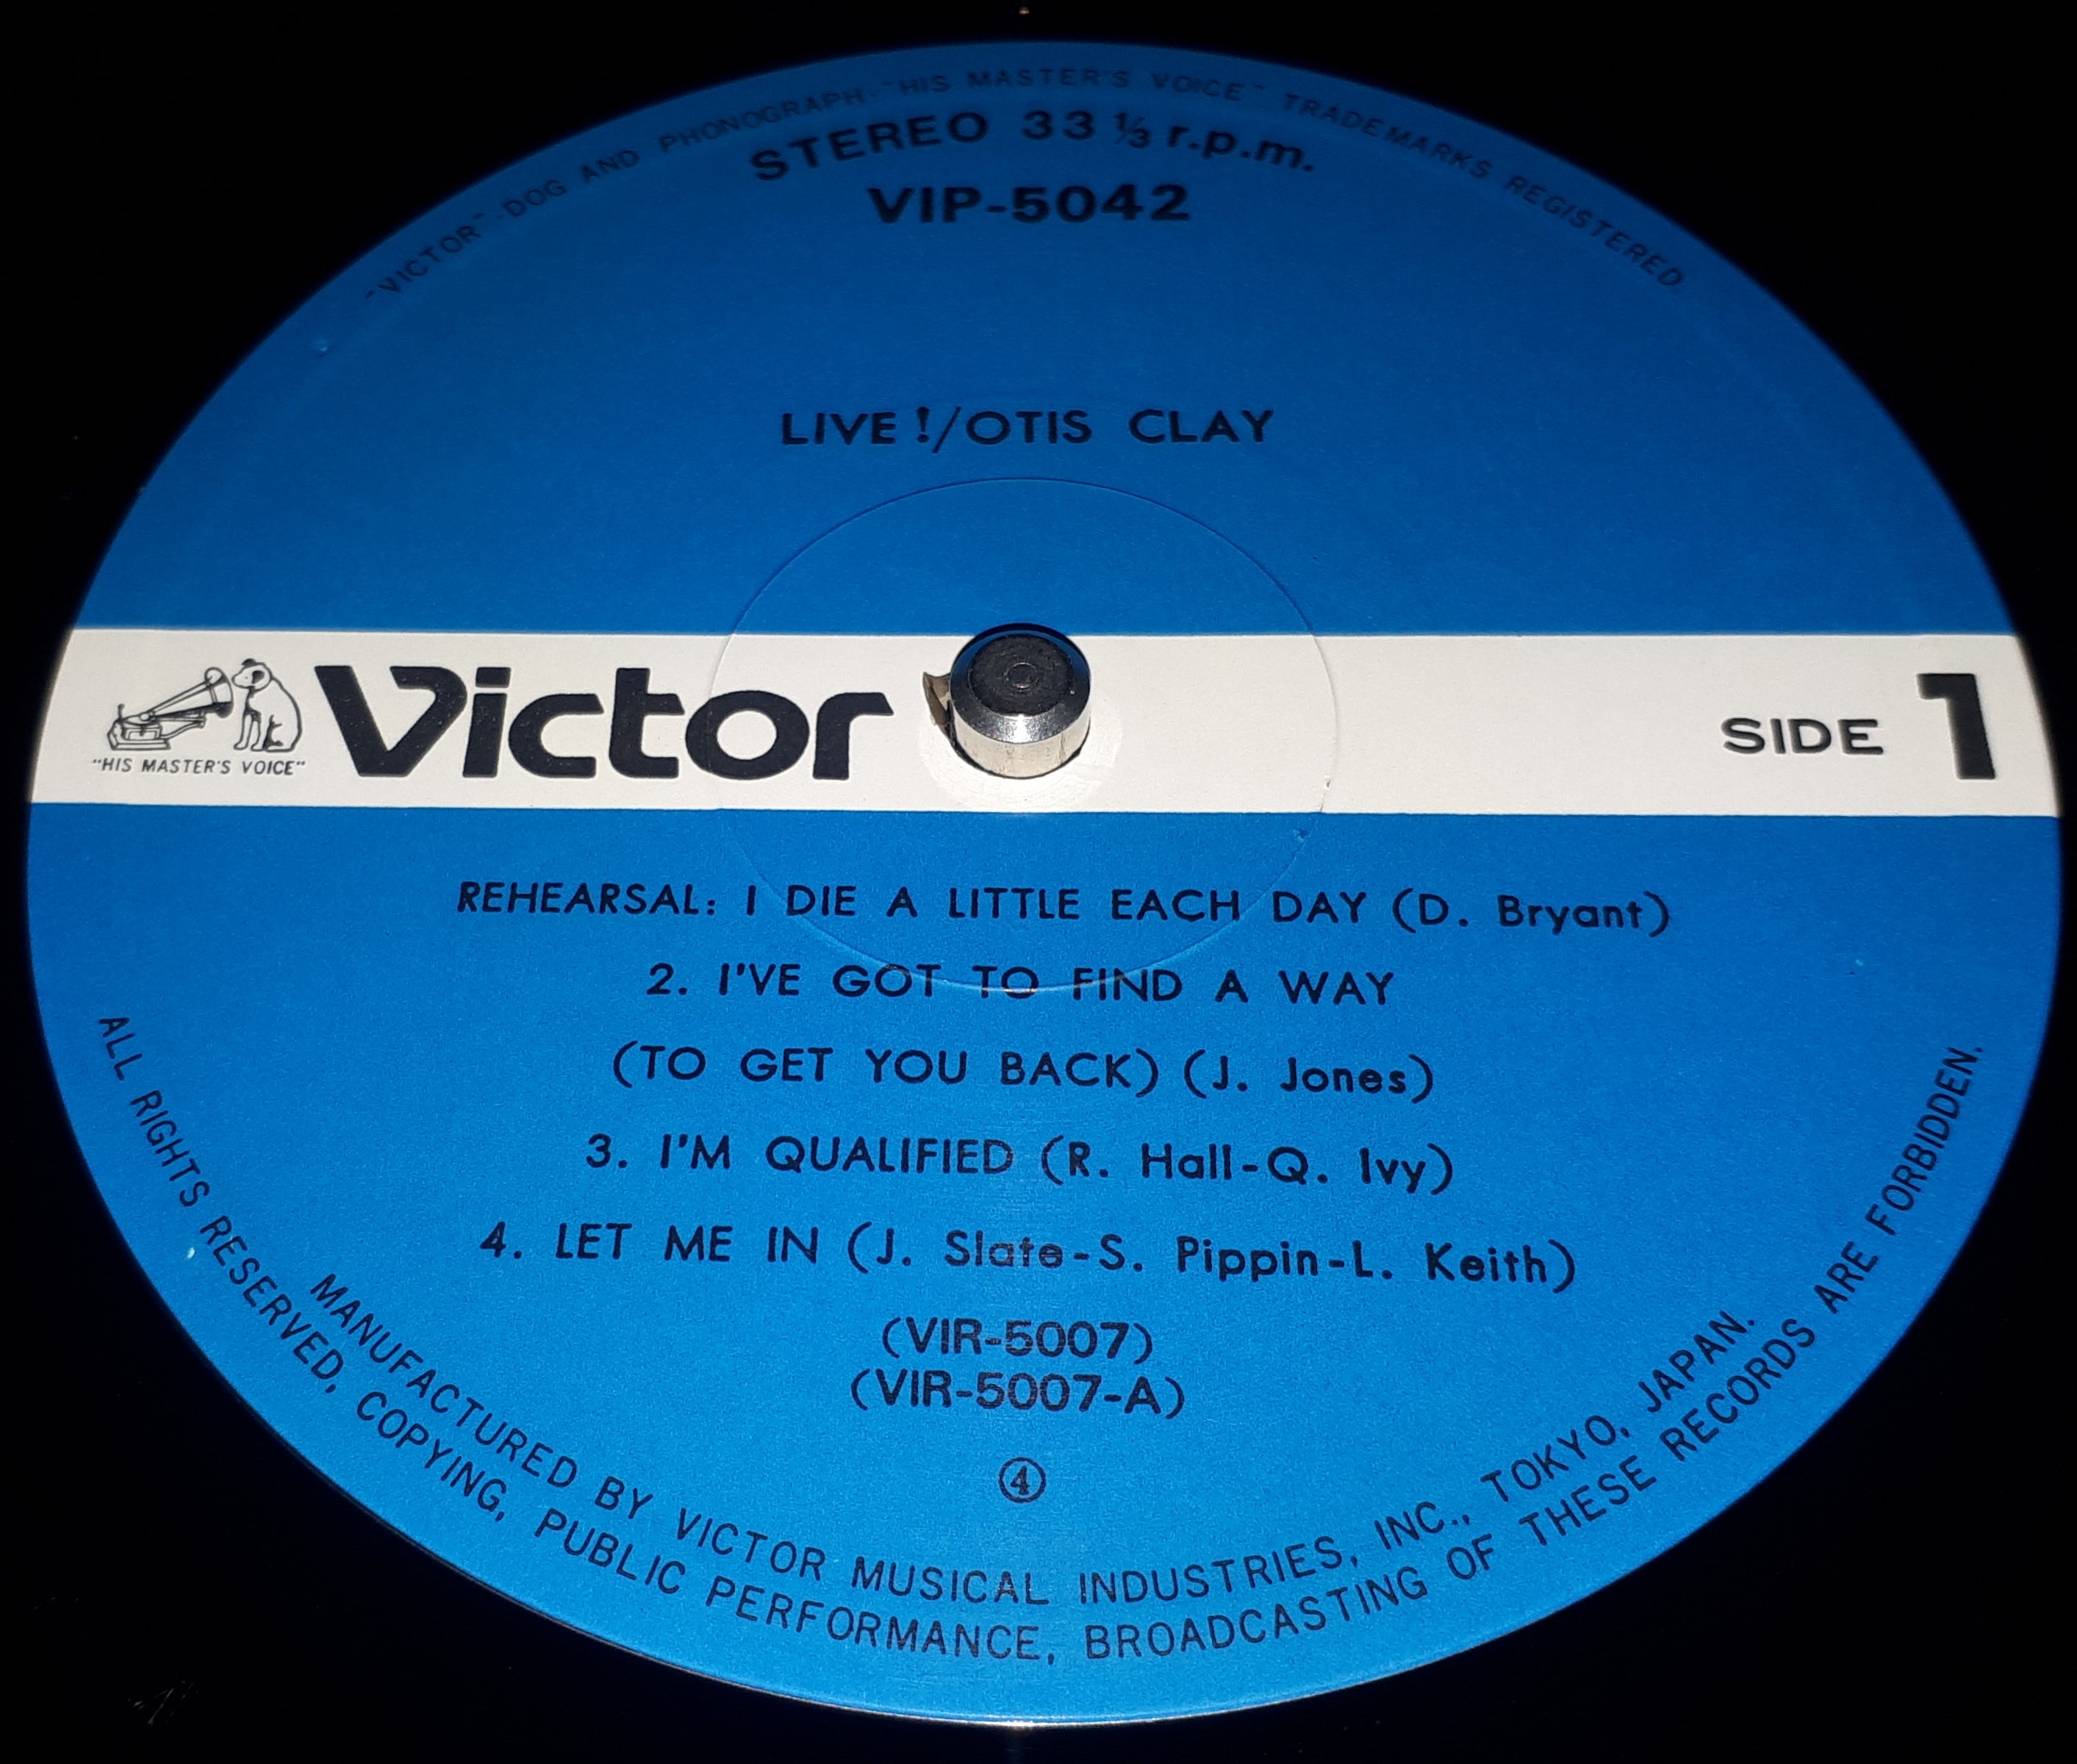 "VICTOR"-DOG AND PHONOGRAPH-"HIS MASTER'S VOICE" TRADEMARKS REGISTERED
STEREO 33 ⅓ r.p.m.
VIP-5042
LIVE!/OTIS CLAY
"HIS MASTER'S VOICE"
Victor
SIDE 1
REHEARSAL: I DIE A LITTLE EACH DAY (D. Bryant)
2. I'VE GOT TO FIND A WAY
(TO GET YOU BACK) (J. Jones)
3. I'M QUALIFIED (R. Hall-Q. Ivy)
4. LET ME IN (J. Slate-S. Pippin-L. Keith)
(VIR-5007)
(VIR-5007-A)
④
MANUFACTURED BY VICTOR MUSICAL INDUSTRIES, INC., TOKYO, JAPAN.
ALL RIGHTS RESERVED, COPYING, PUBLIC PERFORMANCE, BROADCASTING OF THESE RECORDS ARE FORBIDDEN.